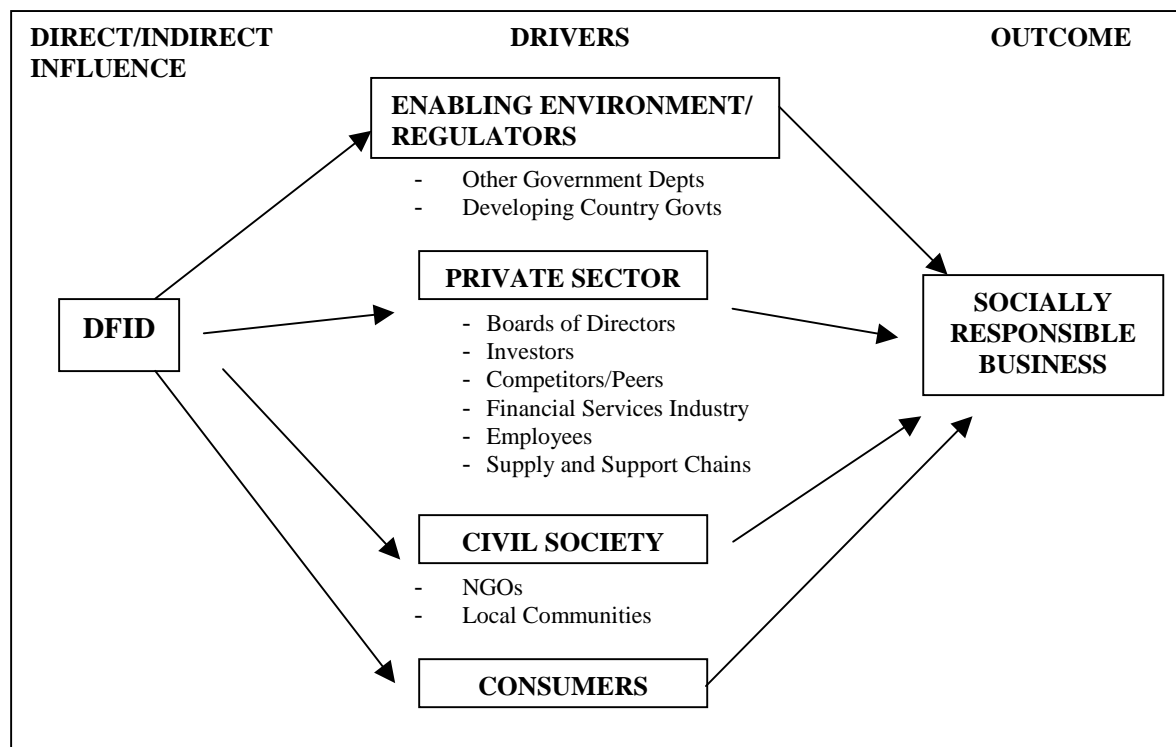 DIRECT/INDIRECT
INFLUENCE
DRIVERS
OUTCOME
ENABLING ENVIRONMENT/
REGULATORS
- Other Government Depts
- Developing Country Govts
DFID
PRIVATE SECTOR
- Boards of Directors
- Investors
- Competitors/Peers
- Financial Services Industry
- Employees
- Supply and Support Chains
SOCIALLY
RESPONSIBLE
BUSINESS
CIVIL SOCIETY
- NGOs
- Local Communities
CONSUMERS